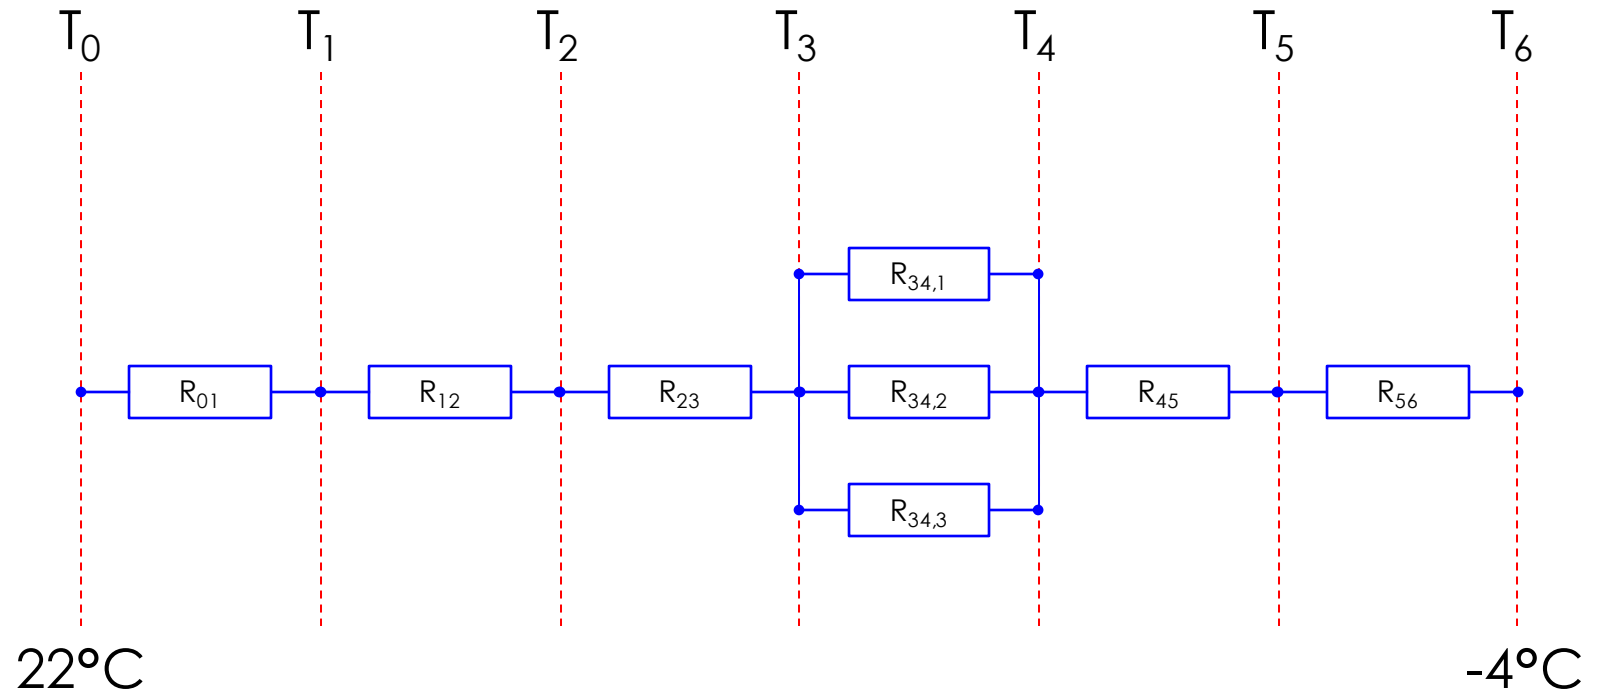 T0 T1 T2 T3 T4 T5 T6
R34,1
R01 R12 R23 R34,2 R45 R56
R34,3
22°C -4°C